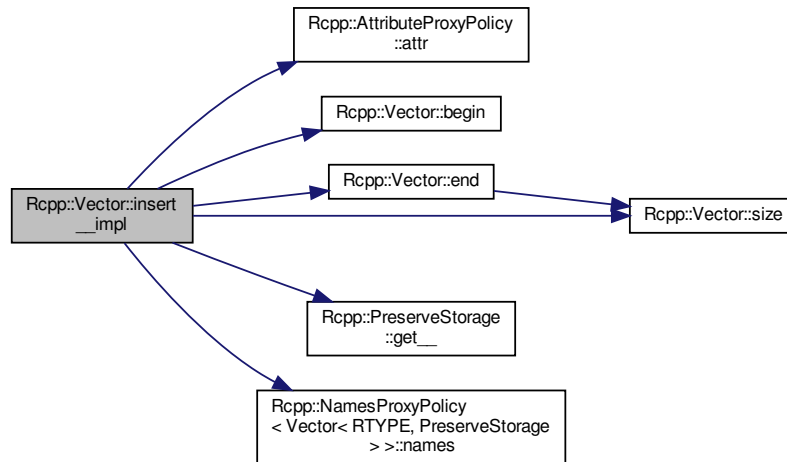 Rcpp::AttributeProxyPolicy
::attr
Rcpp::Vector::begin
Rcpp::Vector::end
Rcpp::Vector::insert
__impl
Rcpp::Vector::size
Rcpp::PreserveStorage
::get__
Rcpp::NamesProxyPolicy
< Vector< RTYPE, PreserveStorage
> >::names